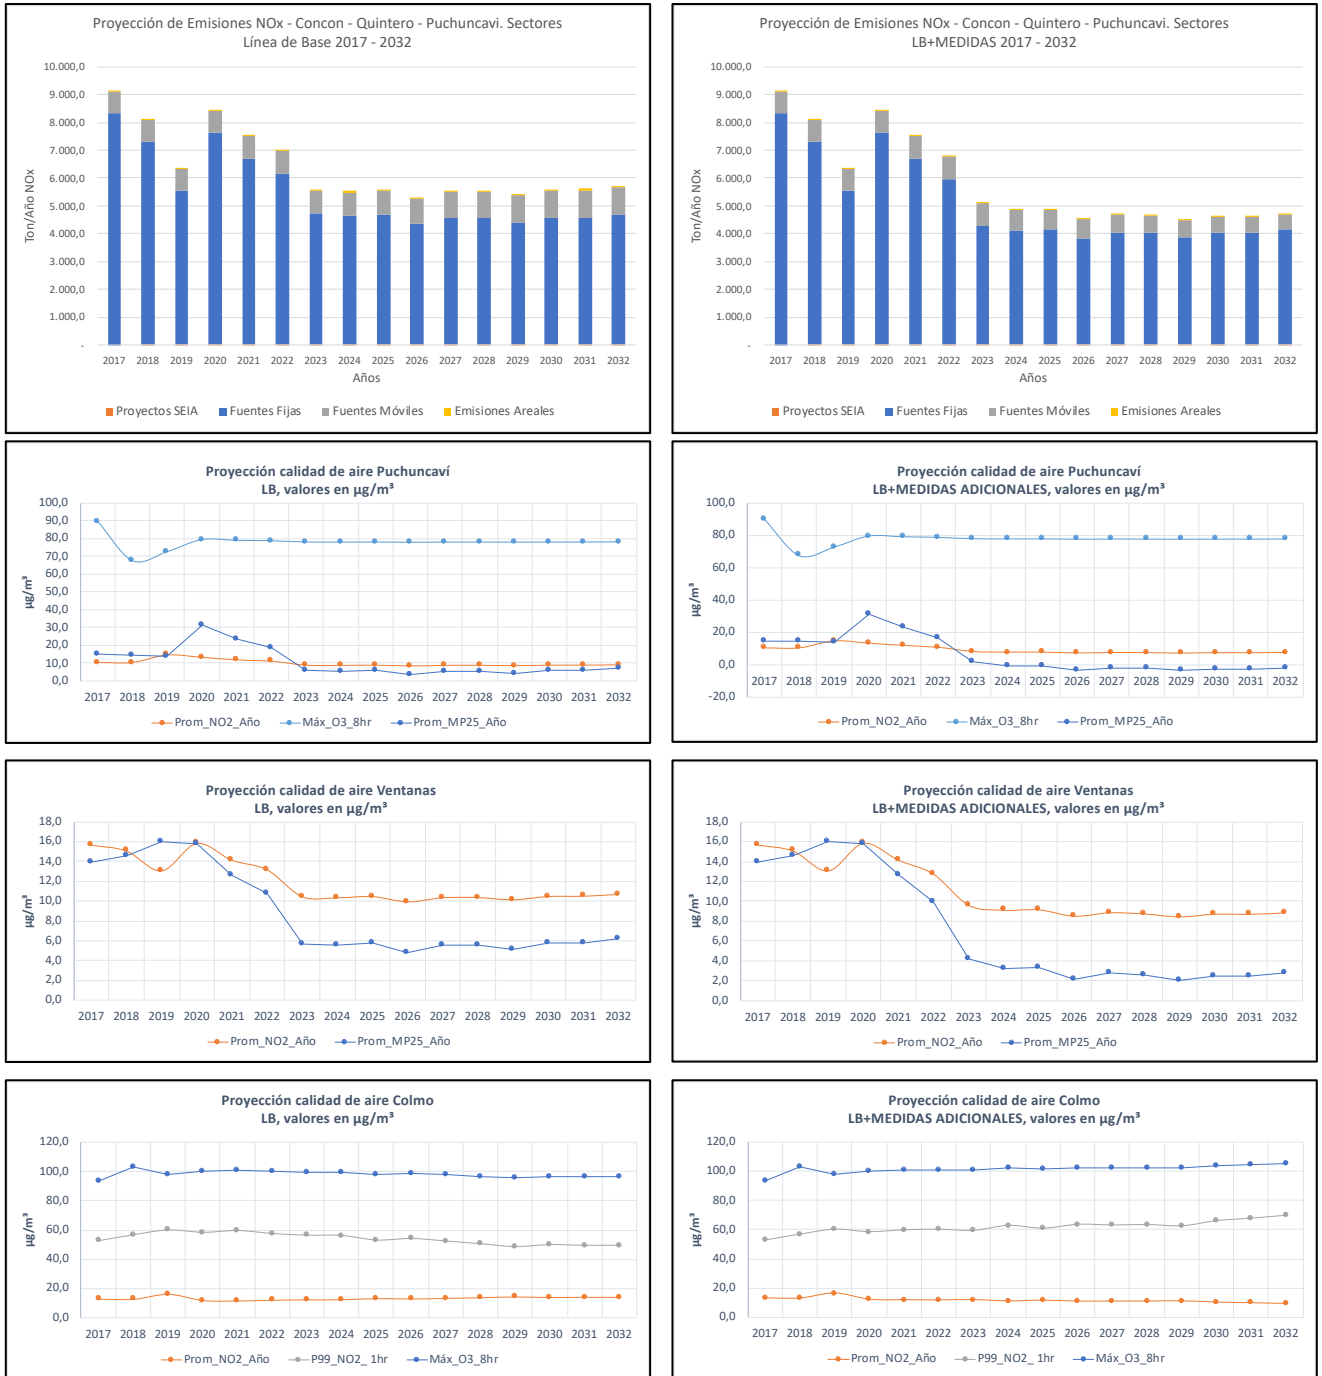 Proyección de Emisiones NOx - Concon - Quintero - Puchuncavi. Sectores
Línea de Base 2017 - 2032
10.000,0
9.000,0
8.000,0
7.000,0
6.000,0
5.000,0
4.000,0
3.000,0
2.000,0
1.000,0
-
Ton/Año NOx
2017 2018 2019 2020 2021 2022 2023 2024 2025 2026 2027 2028 2029 2030 2031 2032
Años
Proyectos SEIA Fuentes Fijas Fuentes Móviles Emisiones Areales
Proyección de Emisiones NOx - Concon - Quintero - Puchuncavi. Sectores
LB+MEDIDAS 2017 - 2032
10.000,0
9.000,0
8.000,0
7.000,0
6.000,0
5.000,0
4.000,0
3.000,0
2.000,0
1.000,0
-
Ton/Año NOx
2017 2018 2019 2020 2021 2022 2023 2024 2025 2026 2027 2028 2029 2030 2031 2032
Años
Proyectos SEIA Fuentes Fijas Fuentes Móviles Emisiones Areales
Proyección calidad de aire Puchuncaví
LB, valores en µg/m³
100,0
90,0
80,0
70,0
60,0
50,0
40,0
30,0
20,0
10,0
0,0
µg/m³
2017 2018 2019 2020 2021 2022 2023 2024 2025 2026 2027 2028 2029 2030 2031 2032
Prom_NO2_Año Máx_O3_8hr Prom_MP25_Año
Proyección calidad de aire Puchuncaví
LB+MEDIDAS ADICIONALES, valores en µg/m³
100,0
80,0
60,0
40,0
20,0
0,0
-20,0
µg/m³
2017 2018 2019 2020 2021 2022 2023 2024 2025 2026 2027 2028 2029 2030 2031 2032
Prom_NO2_Año Máx_O3_8hr Prom_MP25_Año
Proyección calidad de aire Ventanas
LB, valores en µg/m³
18,0
16,0
14,0
12,0
10,0
8,0
6,0
4,0
2,0
0,0
µg/m³
2017 2018 2019 2020 2021 2022 2023 2024 2025 2026 2027 2028 2029 2030 2031 2032
Prom_NO2_Año Prom_MP25_Año
Proyección calidad de aire Ventanas
LB+MEDIDAS ADICIONALES, valores en µg/m³
18,0
16,0
14,0
12,0
10,0
8,0
6,0
4,0
2,0
0,0
µg/m³
2017 2018 2019 2020 2021 2022 2023 2024 2025 2026 2027 2028 2029 2030 2031 2032
Prom_NO2_Año Prom_MP25_Año
Proyección calidad de aire Colmo
LB, valores en µg/m³
120,0
100,0
80,0
60,0
40,0
20,0
0,0
µg/m³
2017 2018 2019 2020 2021 2022 2023 2024 2025 2026 2027 2028 2029 2030 2031 2032
Prom_NO2_Año P99_NO2_ 1hr Máx_O3_8hr
Proyección calidad de aire Colmo
LB+MEDIDAS ADICIONALES, valores en µg/m³
120,0
100,0
80,0
60,0
40,0
20,0
0,0
µg/m³
2017 2018 2019 2020 2021 2022 2023 2024 2025 2026 2027 2028 2029 2030 2031 2032
Prom_NO2_Año P99_NO2_ 1hr Máx_O3_8hr